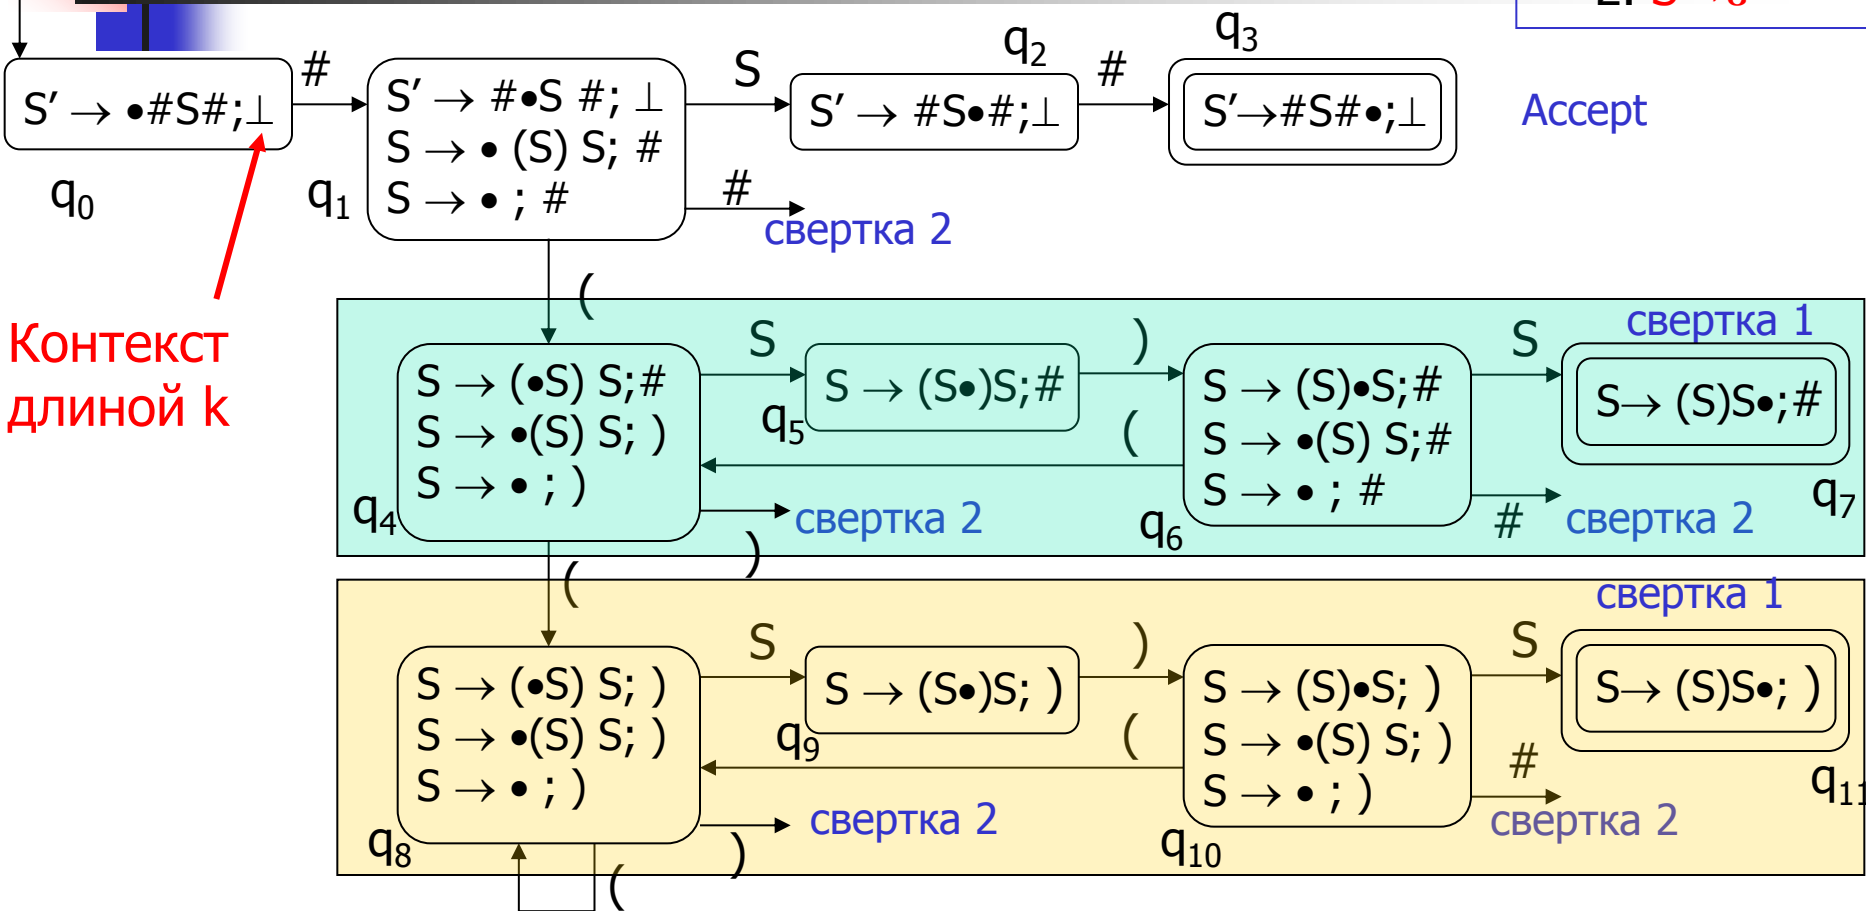 S' → •#S#;⊥
q0
#
S' → #•S #; ⊥
S → • (S) S; #
S → • ; #
q1
S
S' → #S•#;⊥
q2
#
q3
S'→#S#•;⊥
Accept
#
свертка 2
(
Контекст
длиной k
S → (•S) S;#
S → •(S) S; )
S → • ; )
q4
S
S → (S•)S;#
q5
)
(
S → (S)•S;#
S → •(S) S;#
S → • ; #
q6
S
свертка 1
S→ (S)S•;#
q7
)
свертка 2
#
свертка 2
(
S → (•S) S; )
S → •(S) S; )
S → • ; )
q8
S
S → (S•)S; )
q9
)
(
S → (S)•S; )
S → •(S) S; )
S → • ; )
q10
S
свертка 1
S→ (S)S•; )
q11
)
свертка 2
#
свертка 2
(